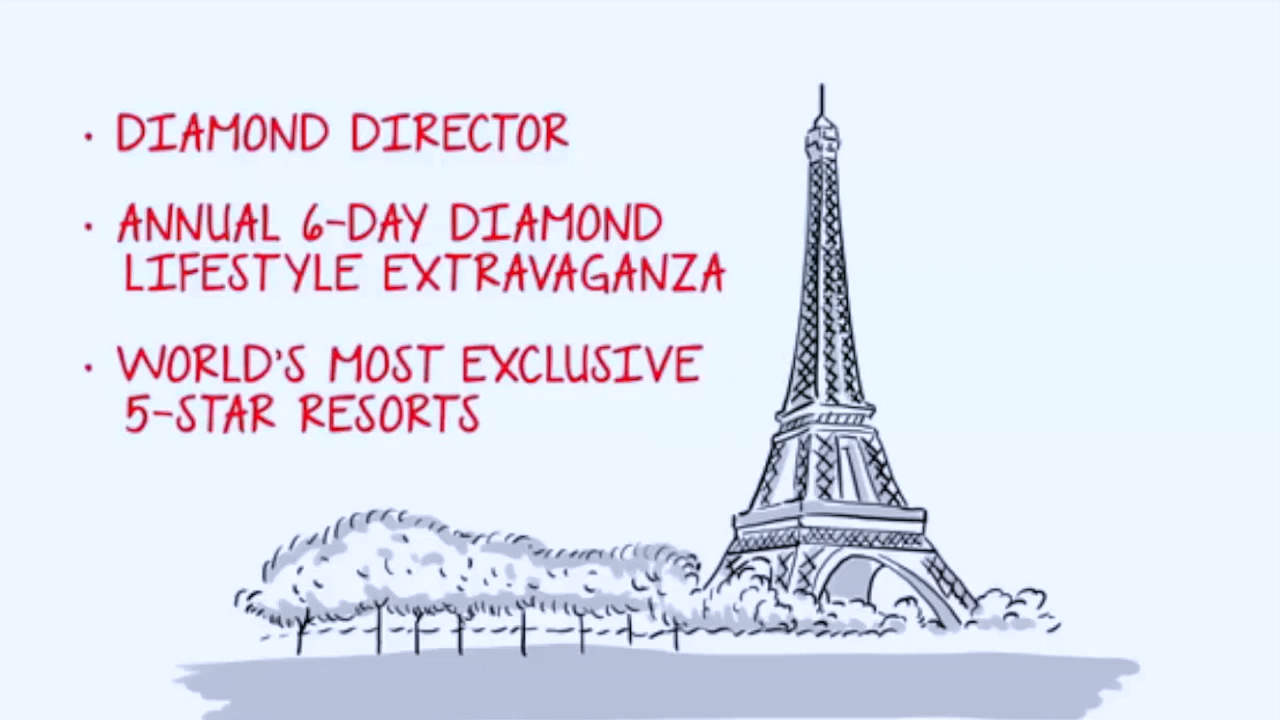 · DIAMOND DIRECTOR
· ANNUAL 6-DAY DIAMOND
LIFESTYLE EXTRAVAGANZA
· WORLD'S MOST EXCLUSIVE
5-STAR RESORTS